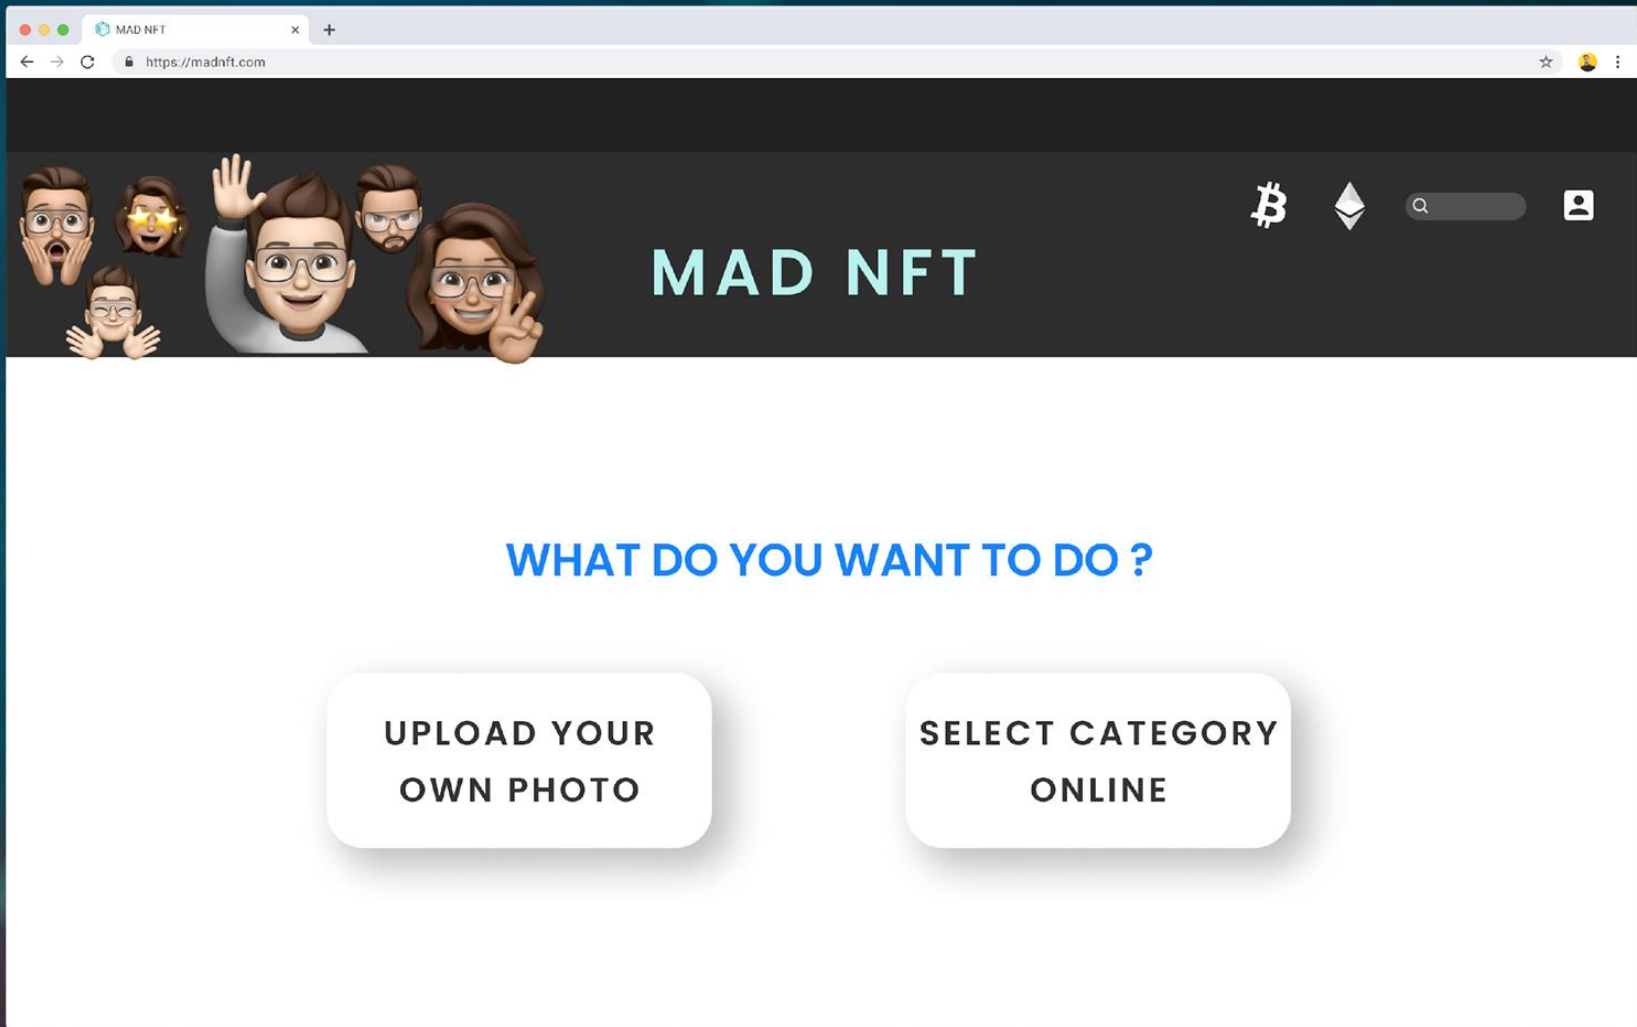 MAD NFT
https://madnft.com
MAD NFT
WHAT DO YOU WANT TO DO ?
UPLOAD YOUR
OWN PHOTO
SELECT CATEGORY
ONLINE